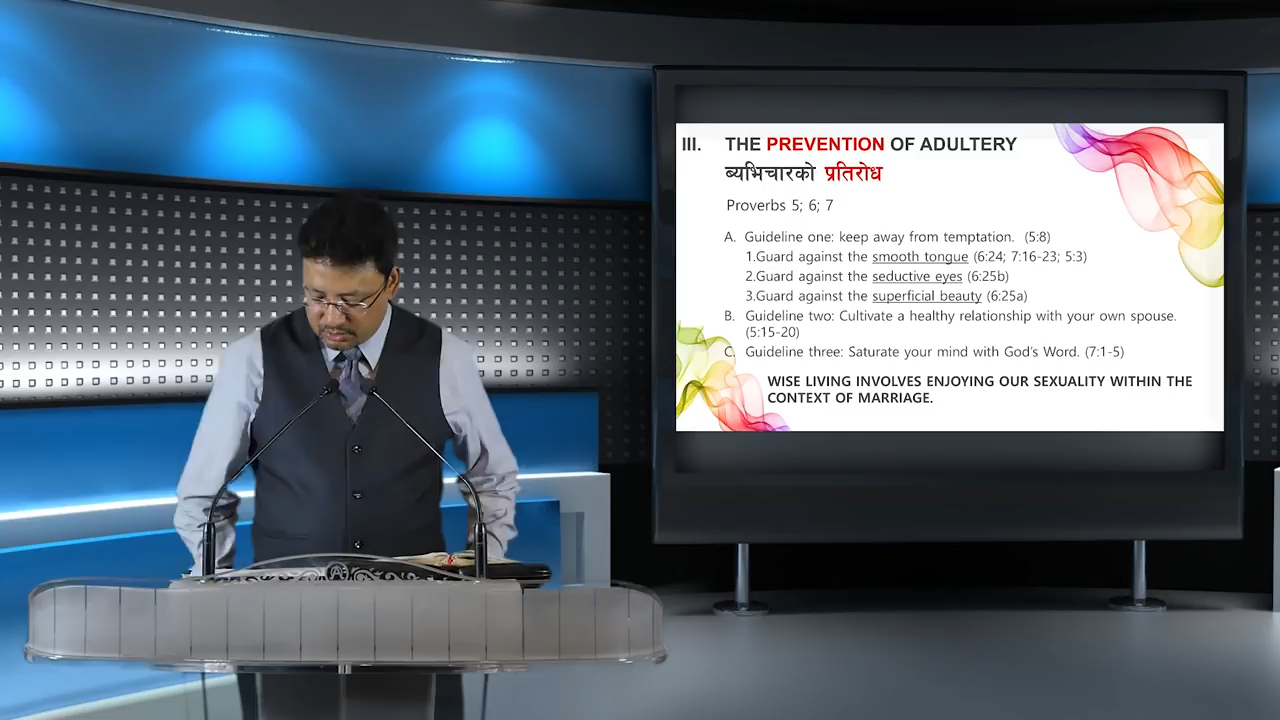 III. THE PREVENTION OF ADULTERY
ब्यभिचारको प्रतिरोध
Proverbs 5; 6; 7
A. Guideline one: keep away from temptation. (5:8)
1.Guard against the smooth tongue (6:24; 7:16-23; 5:3)
2.Guard against the seductive eyes (6:25b)
3.Guard against the superficial beauty (6:25a)
B. Guideline two: Cultivate a healthy relationship with your own spouse.
(5:15-20)
C. Guideline three: Saturate your mind with God's Word. (7:1-5)
WISE LIVING INVOLVES ENJOYING OUR SEXUALITY WITHIN THE
CONTEXT OF MARRIAGE.